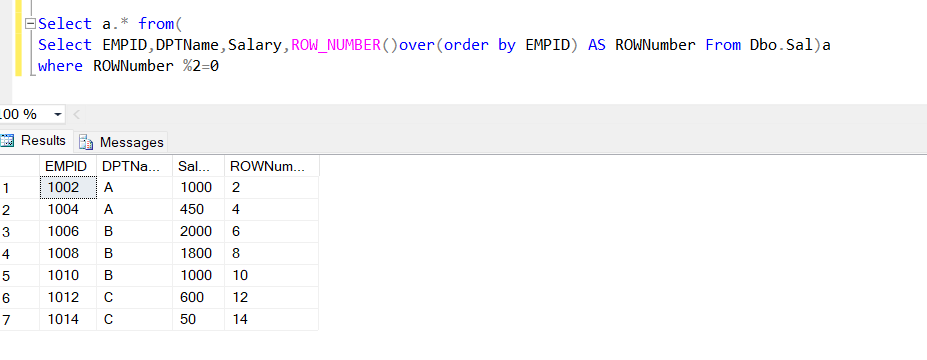 Select a.* from(
Select EMPID,DPTName,Salary,ROW_NUMBER()over(order by EMPID) AS ROWNumber From Dbo.Sal)a
where ROWNumber %2=0
.00 %
Results Messages
EMPID DPTNa... Sal... ROWNum...
1 1002 A 1000 2
2 1004 A 450 4
3 1006 B 2000 6
4 1008 B 1800 8
5 1010 B 1000 10
6 1012 C 600 12
7 1014 C 50 14